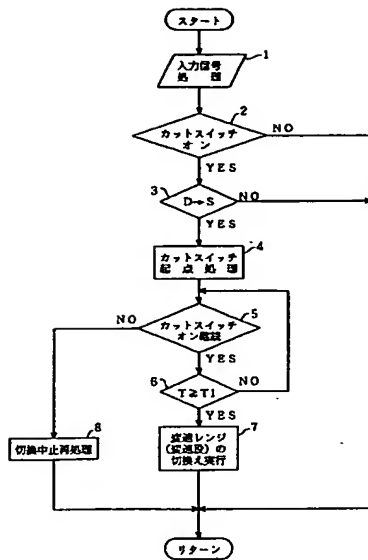 スタート
入力信号
処 理
1
カットスイッチ
オ ン
2
NO
YES
3
D→S
NO
YES
カットスイッチ
起 点 処 理
4
カットスイッチ
オン確認
5
NO
YES
6
T≧T1
NO
YES
変速レンジ
(変速段)の
切換え実行
7
8
切換中止再処理
リターン